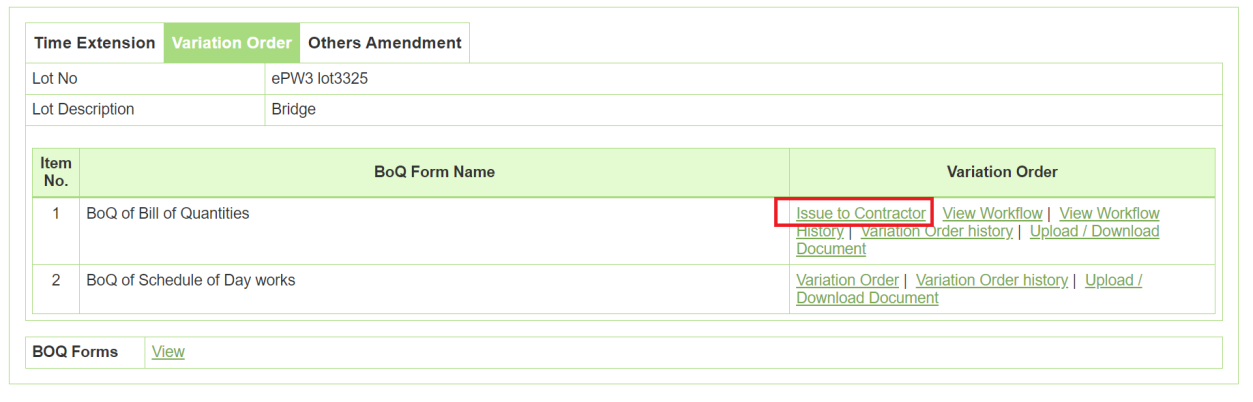 Time Extension Variation Order Others Amendment
Lot No ePW3 lot3325
Lot Description Bridge
Item No. BoQ Form Name Variation Order
1 BoQ of Bill of Quantities Issue to Contractor View Workflow | View Workflow
History | Variation Order history | Upload / Download
Document
2 BoQ of Schedule of Day works Variation Order | Variation Order history | Upload /
Download Document
BOQ Forms View